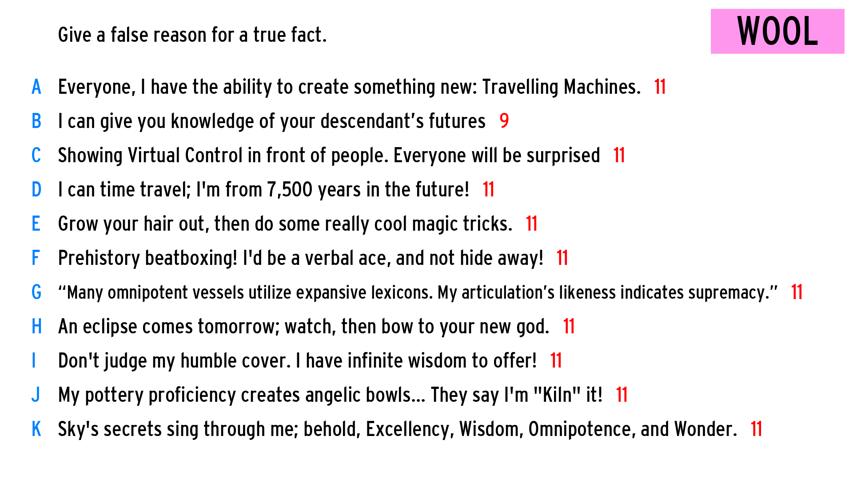 Give a false reason for a true fact.
WOOL
A Everyone, I have the ability to create something new: Travelling Machines. 11
B I can give you knowledge of your descendant's futures 9
C Showing Virtual Control in front of people. Everyone will be surprised 11
D I can time travel; I'm from 7,500 years in the future! 11
E Grow your hair out, then do some really cool magic tricks. 11
F Prehistory beatboxing! I'd be a verbal ace, and not hide away! 11
G “Many omnipotent vessels utilize expansive lexicons. My articulation's likeness indicates supremacy.” 11
H An eclipse comes tomorrow; watch, then bow to your new god. 11
I Don't judge my humble cover. I have infinite wisdom to offer! 11
J My pottery proficiency creates angelic bowls... They say I'm "Kiln" it! 11
K Sky's secrets sing through me; behold, Excellency, Wisdom, Omnipotence, and Wonder. 11